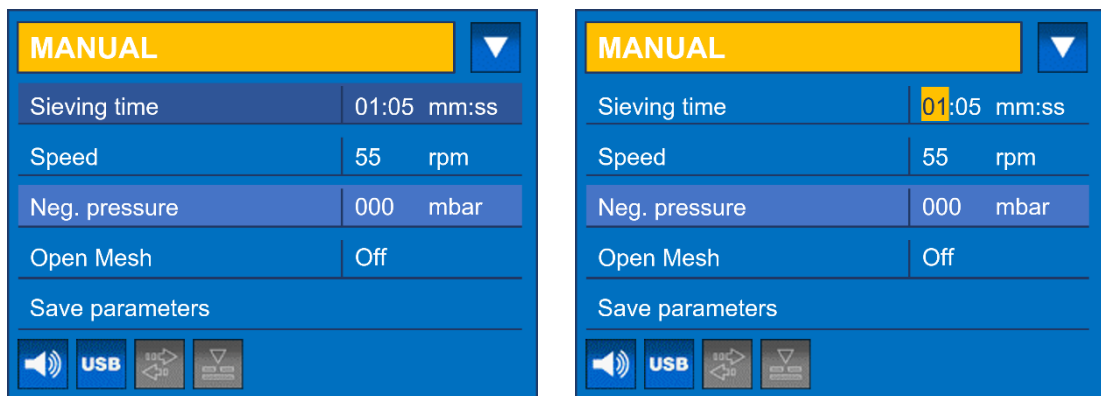 MANUAL
Sieving time 01:05 mm:ss
Speed 55 rpm
Neg. pressure 000 mbar
Open Mesh Off
Save parameters
USB
MANUAL
Sieving time 01:05 mm:ss
Speed 55 rpm
Neg. pressure 000 mbar
Open Mesh Off
Save parameters
USB